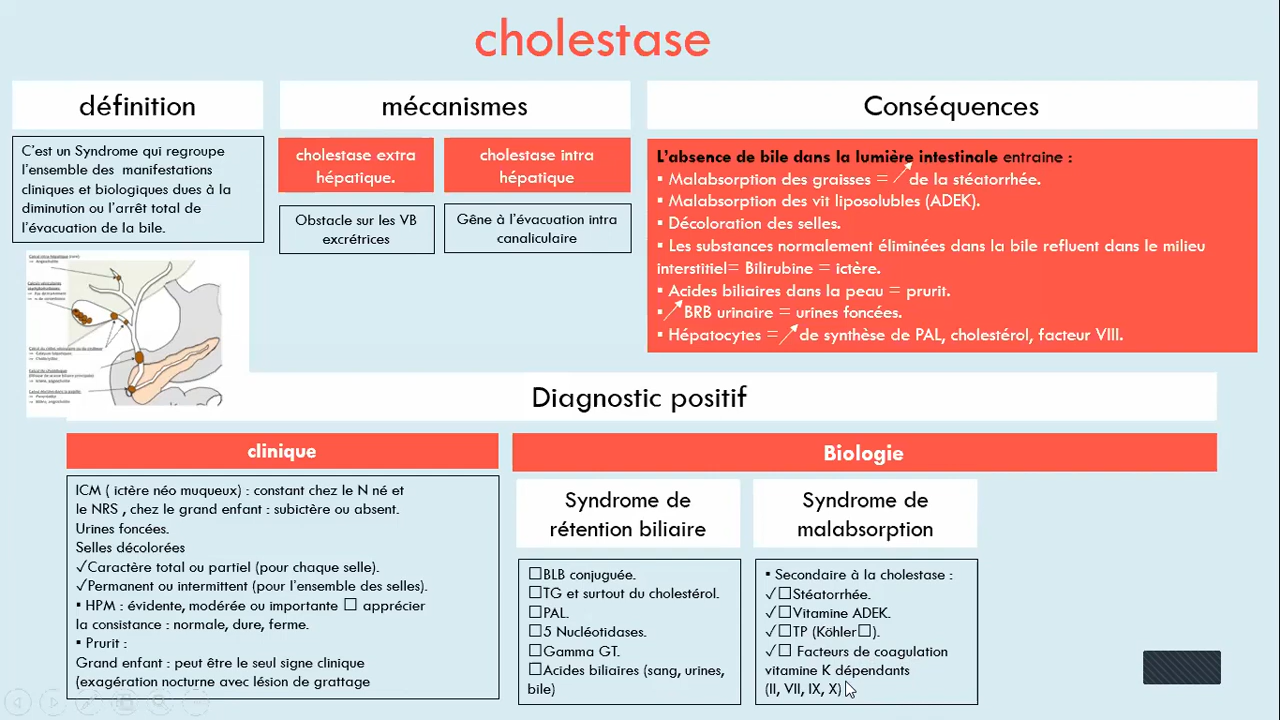 cholestase
définition
C'est un Syndrome qui regroupe
l'ensemble des manifestations
cliniques et biologiques dues à la
diminution ou l'arrêt total de
l'évacuation de la bile.
mécanismes
cholestase extra
hépatique.
Obstacle sur les VB
excrétrices
cholestase intra
hépatique
Gêne à l'évacuation intra
canaliculaire
Conséquences
L'absence de bile dans la lumière intestinale entraine :
▪ Malabsorption des graisses = ↗ de la stéatorrhée.
▪ Malabsorption des vit liposolubles (ADEK).
▪ Décoloration des selles.
▪ Les substances normalement éliminées dans la bile refluent dans le milieu
interstitiel= Bilirubine = ictère.
▪ Acides biliaires dans la peau = prurit.
▪ ↗ BRB urinaire = urines foncées.
▪ Hépatocytes = ↗ de synthèse de PAL, cholestérol, facteur VIII.
Diagnostic positif
clinique
ICM ( ictère néo muqueux) : constant chez le N né et
le NRS , chez le grand enfant : subictère ou absent.
Urines foncées.
Selles décolorées
✓Caractère total ou partiel (pour chaque selle).
✓Permanent ou intermittent (pour l'ensemble des selles).
▪ HPM : évidente, modérée ou importante □ apprécier
la consistance : normale, dure, ferme.
▪ Prurit :
Grand enfant : peut être le seul signe clinique
(exagération nocturne avec lésion de grattage
Biologie
Syndrome de
rétention biliaire
□BLB conjuguée.
□TG et surtout du cholestérol.
□PAL.
□5 Nucléotidases.
□Gamma GT.
□Acides biliaires (sang, urines,
bile)
Syndrome de
malabsorption
▪ Secondaire à la cholestase :
✓□Stéatorrhée.
✓□Vitamine ADEK.
✓□TP (Köhler□).
✓□ Facteurs de coagulation
vitamine K dépendants
(II, VII, IX, X)